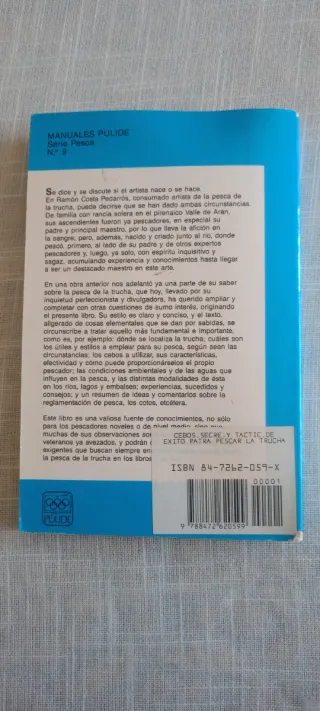 MANUALES PULIDE
Serie Pesca
N.º 9
Se dice y se discute si el artista nace o se hace.
En Ramón Costa Pedarrós, consumado artista de la pesca de
la trucha, puede decirse que se han dado ambas circunstancias.
De familia con rancia solera en el pirenaico Valle de Arán,
sus ascendientes fueron ya pescadores, en especial su
padre y principal maestro, por lo que lleva la afición en
la sangre, pero, además, nacido y criado junto al río, donde
pescó, primero, al lado de su padre y de otros expertos
pescadores y, luego, ya solo, con espíritu inquisitivo y
sagaz, acumulando experiencia y conocimientos hasta llegar
a ser un destacado maestro en este arte.
En una obra anterior nos adelantó ya una parte de su saber
sobre la pesca de la trucha, que hoy, llevado por su
inquietud perfeccionista y divulgadora, ha querido ampliar y
completar con otras cuestiones de sumo interés, originando
el presente libro. Su estilo es claro y conciso, y el texto,
aligerado de cosas elementales que se dan por sabidas, se
circunscribe a tratar aquello más fundamental e importante,
como es, por ejemplo: dónde se localiza la trucha; cuáles son
los útiles y estilos a emplear para su pesca, según sean las
circunstancias; los cebos a utilizar, sus características,
efectividad y cómo puede proporcionárselos el propio
pescador; las condiciones ambientales y de las aguas que
influyen en la pesca, y las distintas modalidades de ésta
en los ríos, lagos y embalses; experiencias, sucedidos y
consejos; y un resumen de ideas y comentarios sobre la
reglamentación de pesca, los cotos, etcétera.
Este libro es una valiosa fuente de conocimientos, no sólo
para los pescadores noveles o de nivel medio, sino que
muchas de sus observaciones son
veteranos ya avezados, y podrán
exigentes que buscan siempre en
la pesca de la trucha en los libros
CEBOS,SECRE.Y TACTIC.DE
EXITO PATRA PESCAR LA TRUCHA
ISBN 84-7262-059-X
00001
9 788472 620599
PULIDE